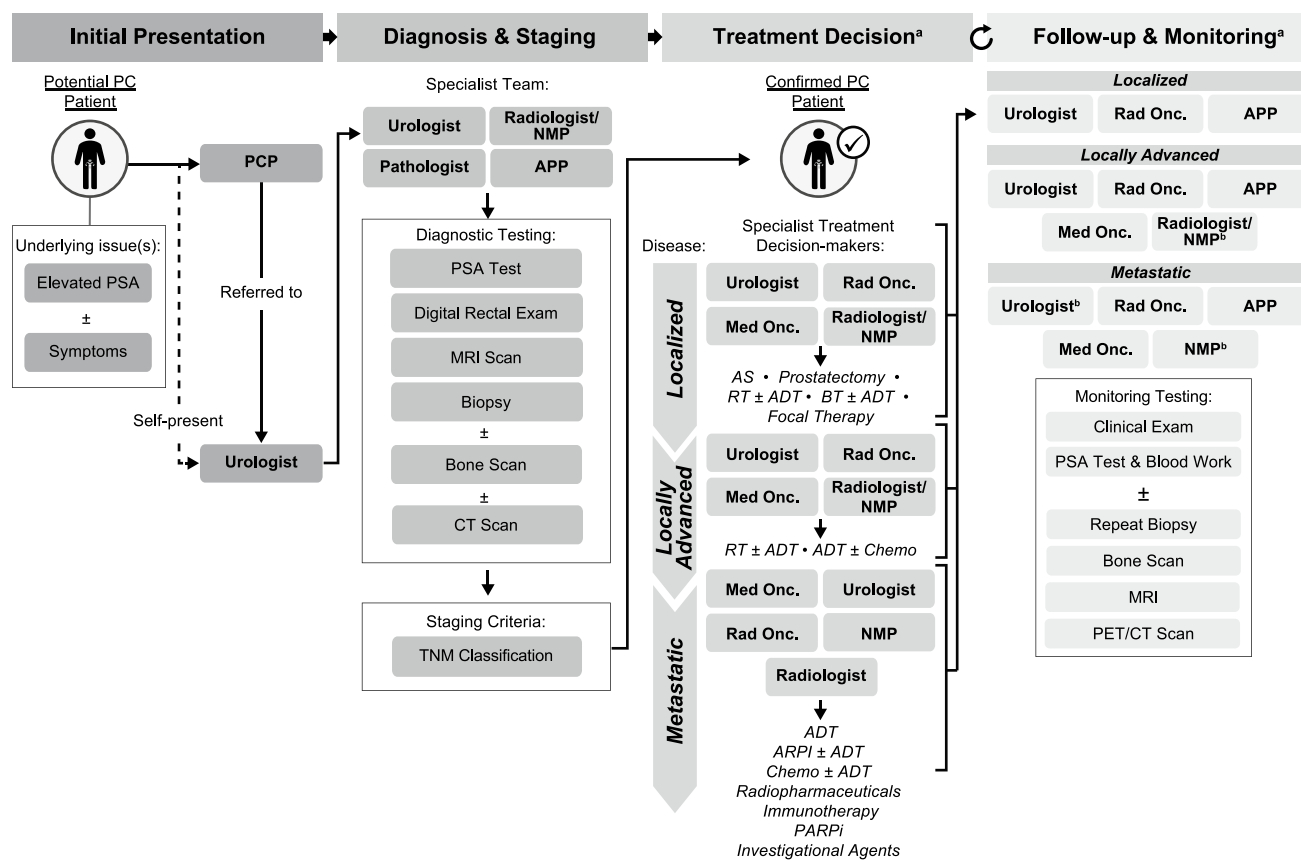 Initial Presentation
Diagnosis & Staging
Treatment Decisionᵃ
Follow-up & Monitoringᵃ
Potential PC
Patient
PCP
Underlying issue(s):
Elevated PSA
±
Symptoms
Referred to
Self-present
Urologist
Specialist Team:
Urologist
Radiologist/
NMP
Pathologist
APP
Diagnostic Testing:
PSA Test
Digital Rectal Exam
MRI Scan
Biopsy
±
Bone Scan
±
CT Scan
Staging Criteria:
TNM Classification
Confirmed PC
Patient
Disease:
Specialist Treatment
Decision-makers:
Localized
Urologist
Rad Onc.
Med Onc.
Radiologist/
NMP
AS • Prostatectomy •
RT ± ADT • BT ± ADT •
Focal Therapy
Locally
Advanced
Urologist
Rad Onc.
Med Onc.
Radiologist/
NMP
RT ± ADT • ADT ± Chemo
Metastatic
Med Onc.
Urologist
Rad Onc.
NMP
Radiologist
ADT
ARPI ± ADT
Chemo ± ADT
Radiopharmaceuticals
Immunotherapy
PARPi
Investigational Agents
Localized
Urologist
Rad Onc.
APP
Locally Advanced
Urologist
Rad Onc.
APP
Med Onc.
Radiologist/
NMPᵇ
Metastatic
Urologistᵇ
Rad Onc.
APP
Med Onc.
NMPᵇ
Monitoring Testing:
Clinical Exam
PSA Test & Blood Work
±
Repeat Biopsy
Bone Scan
MRI
PET/CT Scan